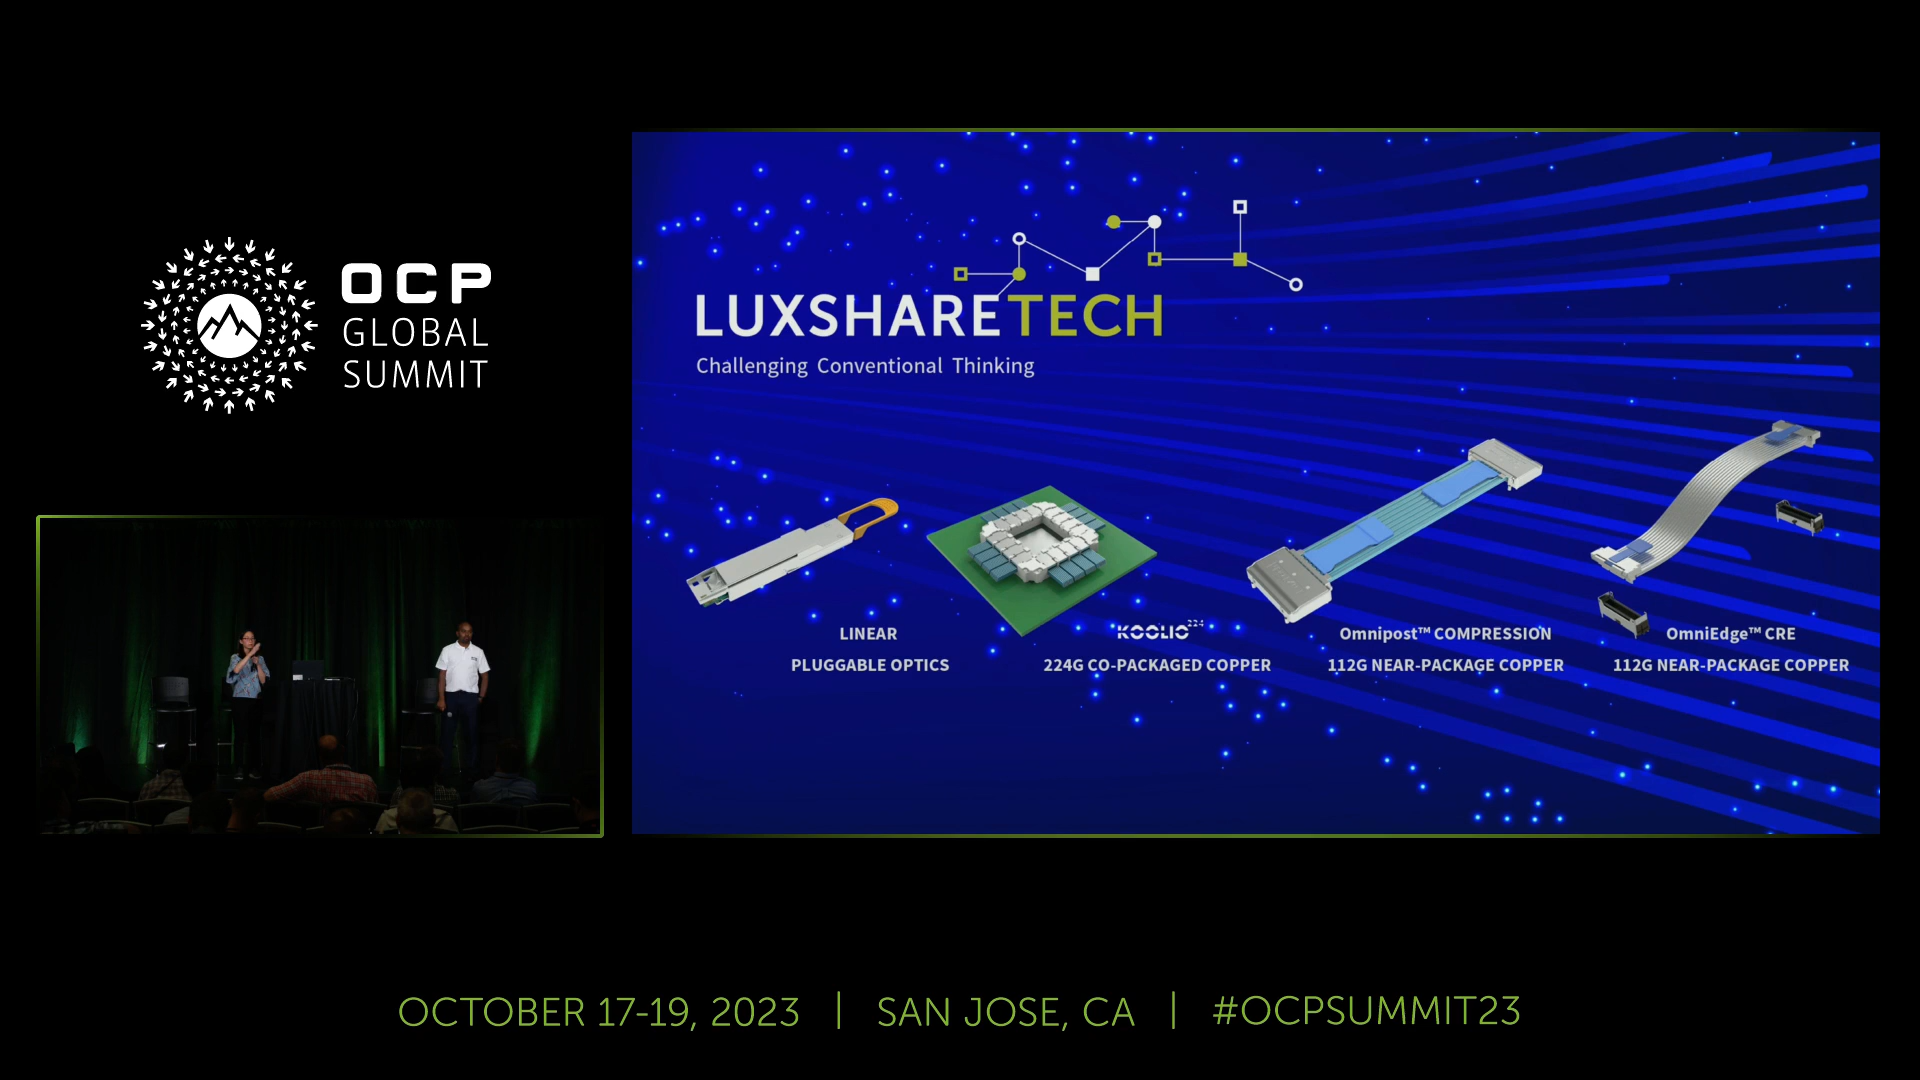 OCP
GLOBAL
SUMMIT
LUXSHARETECH
Challenging Conventional Thinking
LINEAR
PLUGGABLE OPTICS
KOOLIO²²⁴
224G CO-PACKAGED COPPER
Omnipost™ COMPRESSION
112G NEAR-PACKAGE COPPER
OmniEdge™ CRE
112G NEAR-PACKAGE COPPER
OCTOBER 17-19, 2023 | SAN JOSE, CA | #OCPSUMMIT23